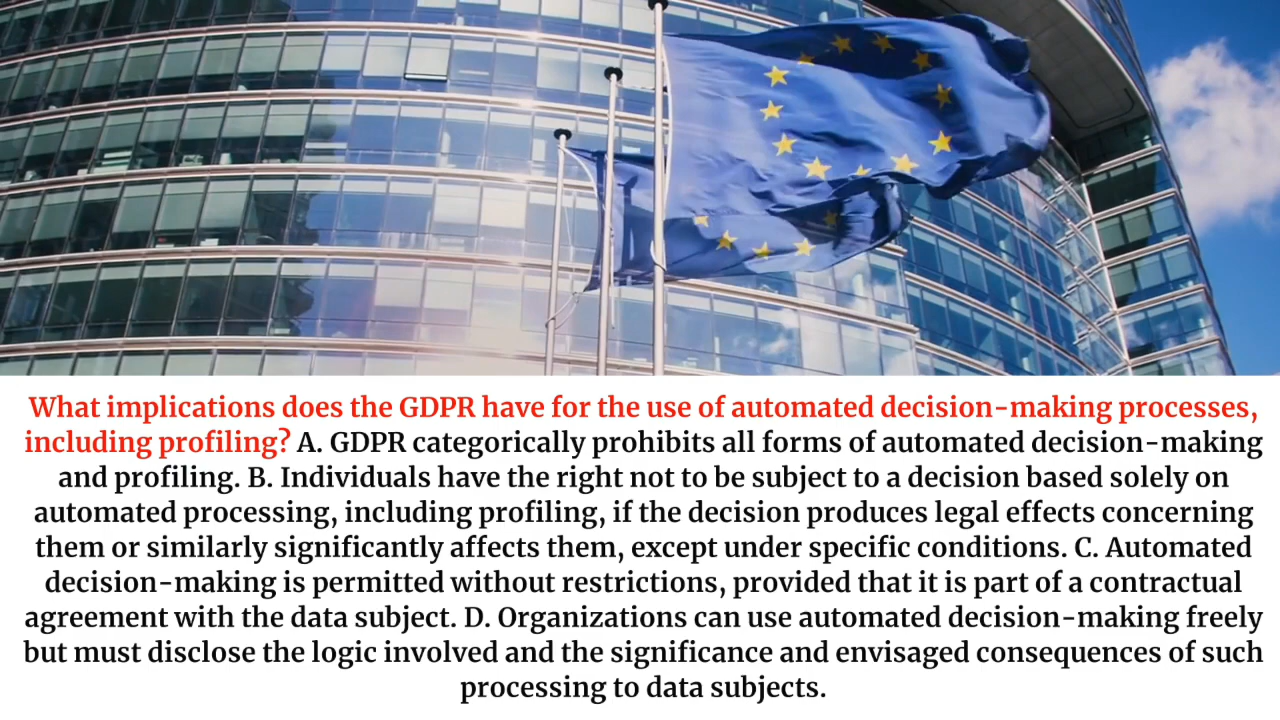 What implications does the GDPR have for the use of automated decision-making processes,
including profiling? A. GDPR categorically prohibits all forms of automated decision-making
and profiling. B. Individuals have the right not to be subject to a decision based solely on
automated processing, including profiling, if the decision produces legal effects concerning
them or similarly significantly affects them, except under specific conditions. C. Automated
decision-making is permitted without restrictions, provided that it is part of a contractual
agreement with the data subject. D. Organizations can use automated decision-making freely
but must disclose the logic involved and the significance and envisaged consequences of such
processing to data subjects.